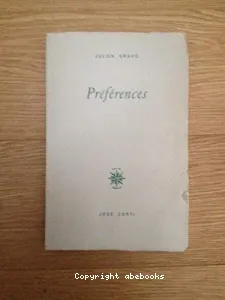 JULIEN GRACQ
Préférences
JOSÉ CORTI
Copyright abebooks